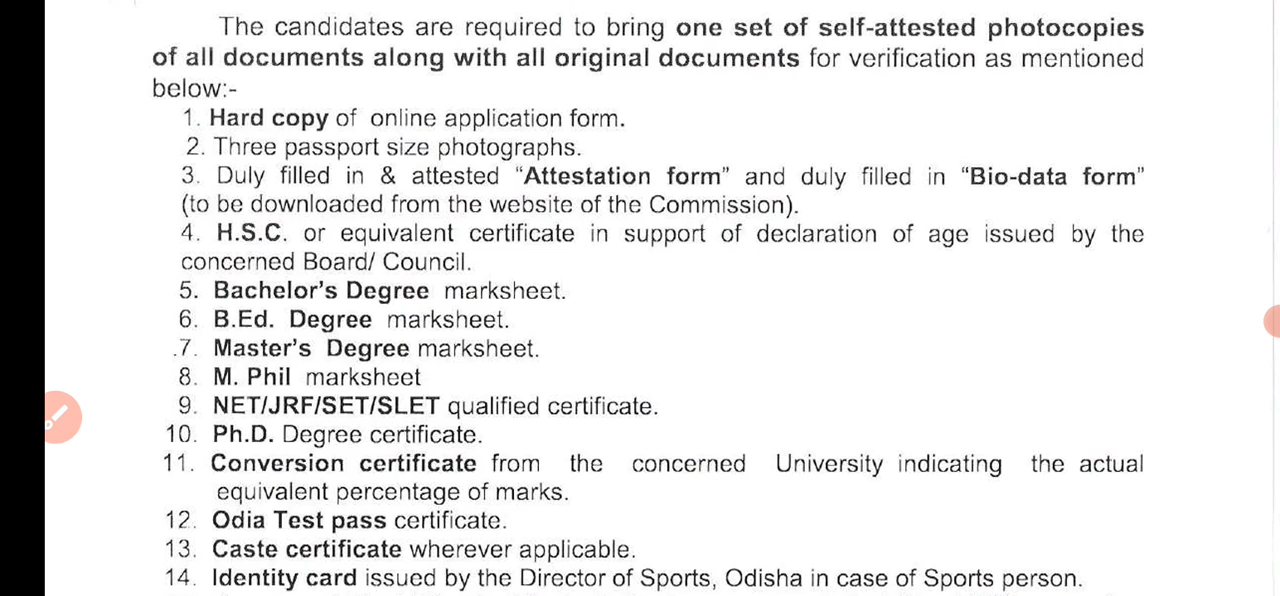 The candidates are required to bring one set of self-attested photocopies
of all documents along with all original documents for verification as mentioned
below:-
1. Hard copy of online application form.
2. Three passport size photographs.
3. Duly filled in & attested “Attestation form” and duly filled in “Bio-data form”
(to be downloaded from the website of the Commission).
4. H.S.C. or equivalent certificate in support of declaration of age issued by the
concerned Board/ Council.
5. Bachelor’s Degree marksheet.
6. B.Ed. Degree marksheet.
.7. Master’s Degree marksheet.
8. M. Phil marksheet
9. NET/JRF/SET/SLET qualified certificate.
10. Ph.D. Degree certificate.
11. Conversion certificate from the concerned University indicating the actual
equivalent percentage of marks.
12. Odia Test pass certificate.
13. Caste certificate wherever applicable.
14. Identity card issued by the Director of Sports, Odisha in case of Sports person.